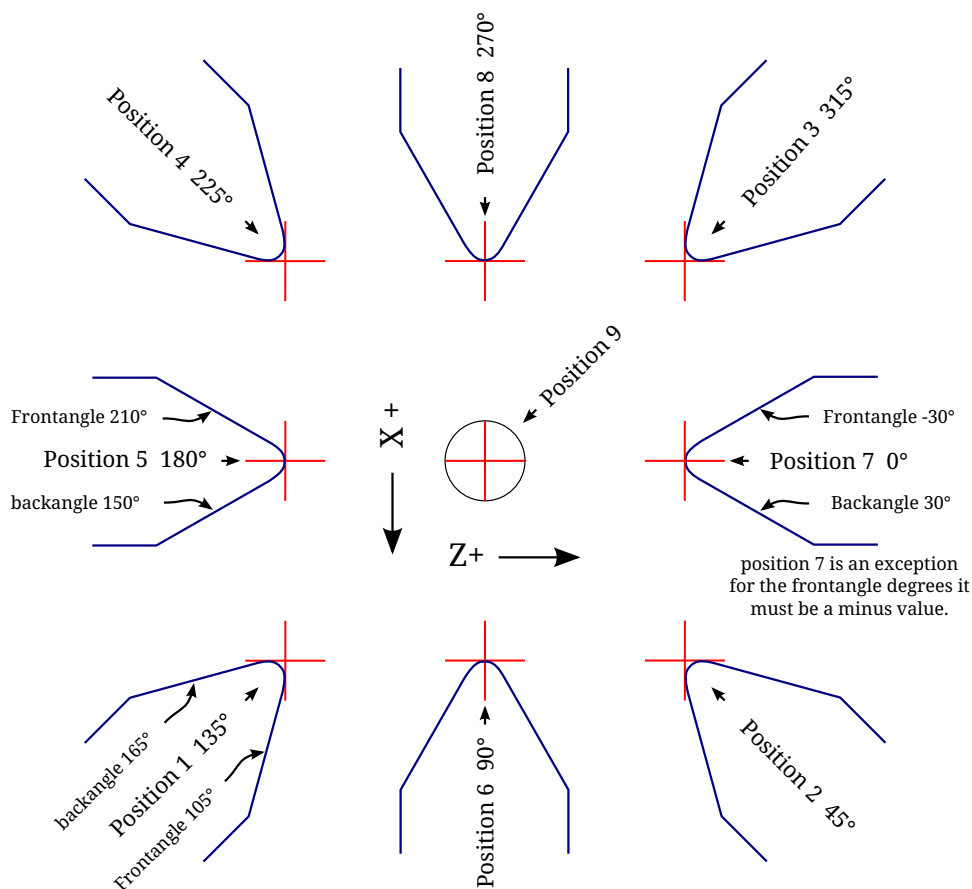 Position 4 225°
Position 8 270°
Position 3 315°
Position 9
Frontangle 210°
Position 5 180°
backangle 150°
X +
Z+
Frontangle -30°
Position 7 0°
Backangle 30°
position 7 is an exception
for the frontangle degrees it
must be a minus value.
backangle 165°
Position 1 135°
Frontangle 105°
Position 6 90°
Position 2 45°